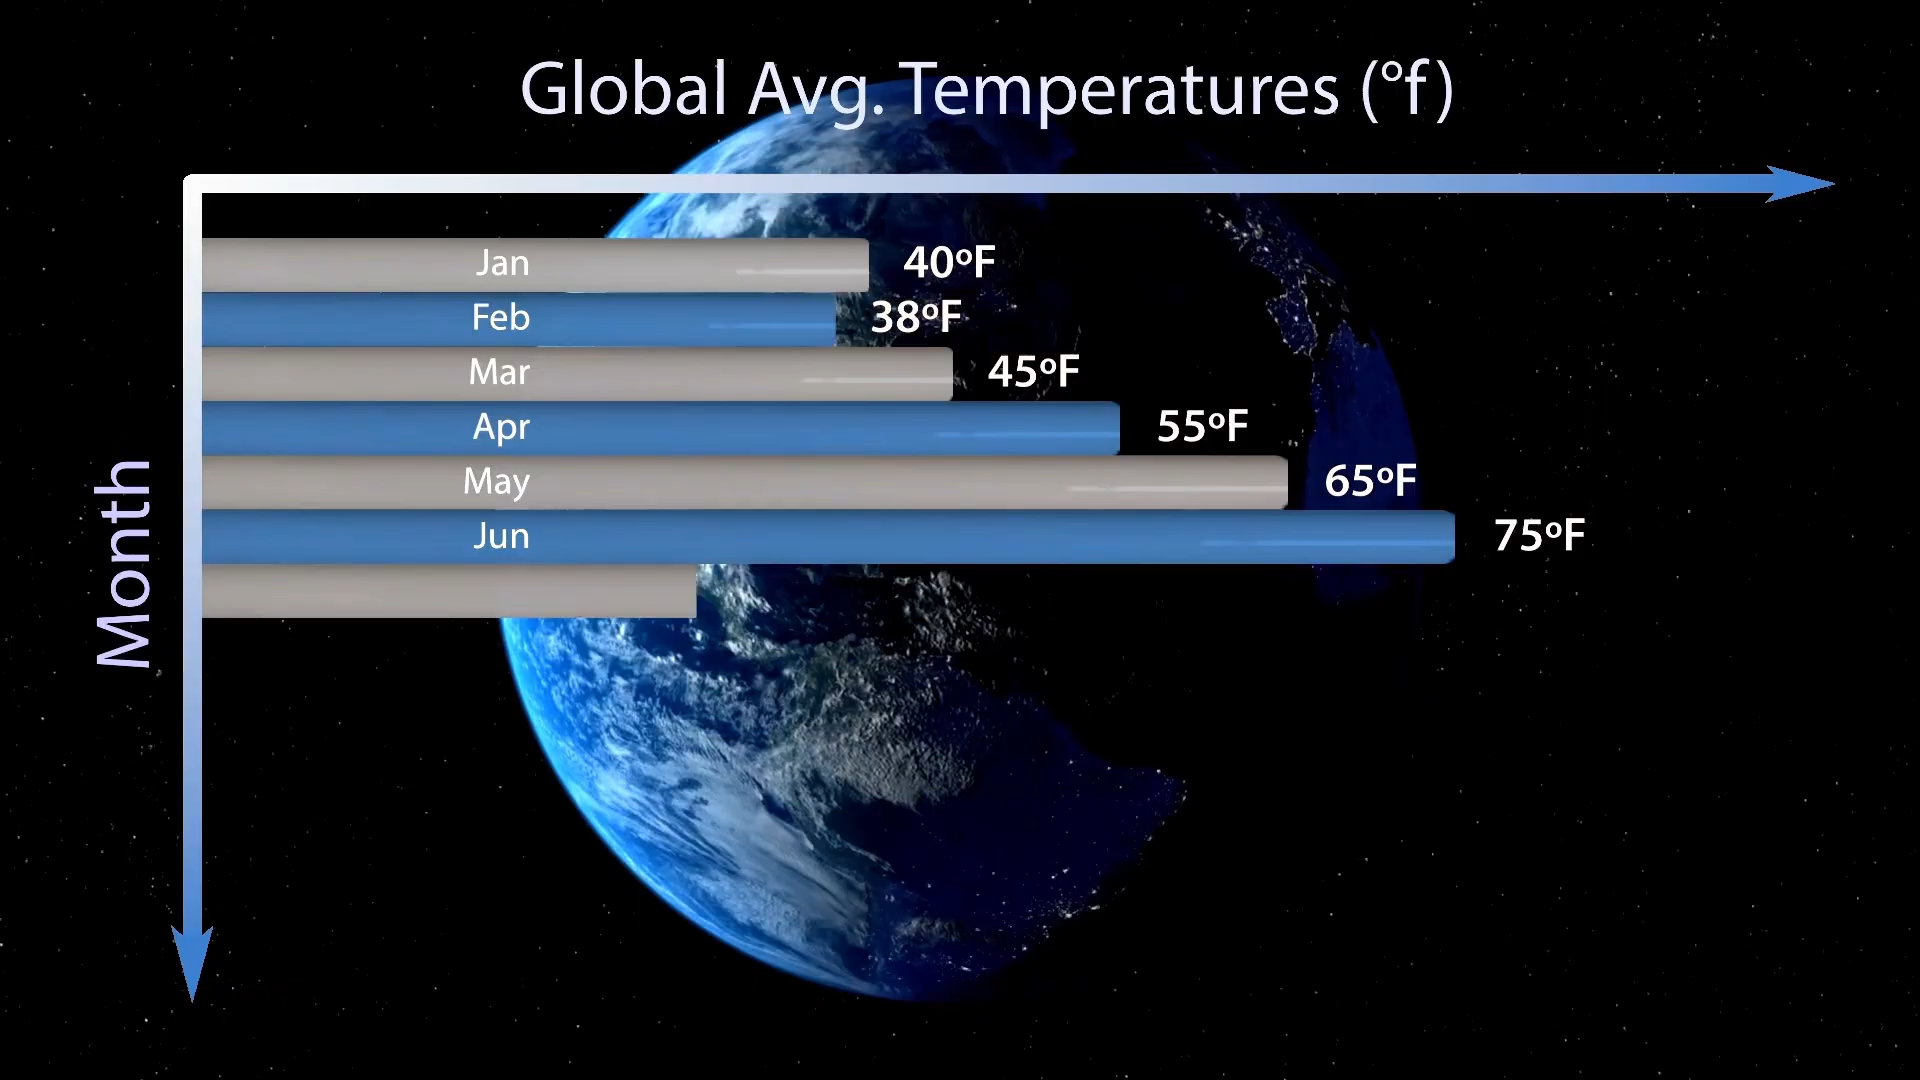 Global Avg. Temperatures (°f)
Month
Jan 40ºF
Feb 38ºF
Mar 45ºF
Apr 55ºF
May 65ºF
Jun 75ºF